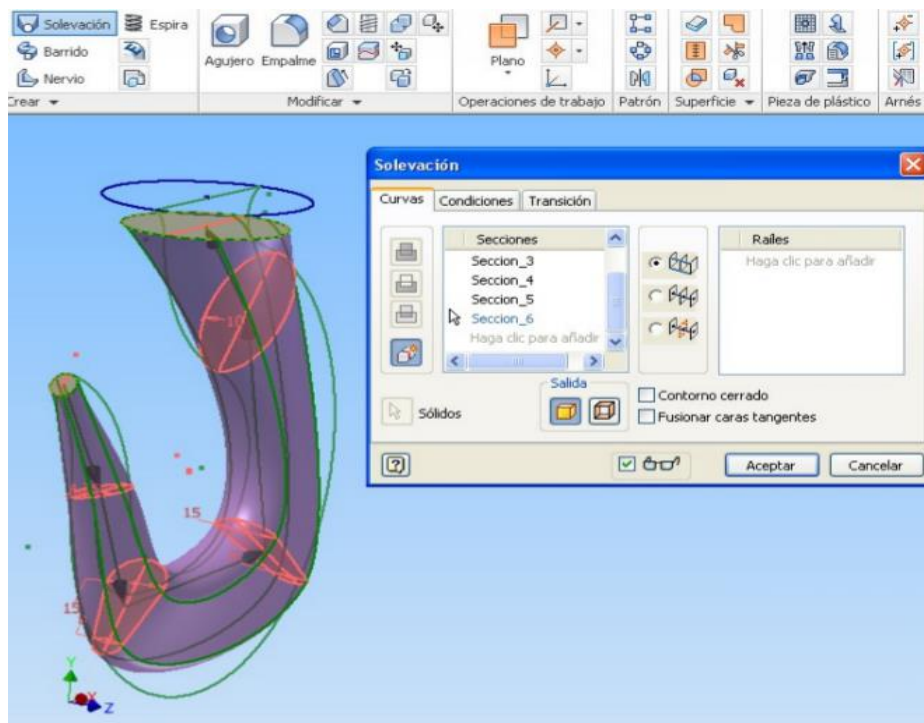 Solevación Espira
Barrido
Nervio
Agujero Empalme
Plano
Crear Modificar Operaciones de trabajo Patrón Superficie Pieza de plástico Arnés
Solevación
Curvas Condiciones Transición
Secciones
Seccion_3
Seccion_4
Seccion_5
Seccion_6
Haga clic para añadir
Raíles
Haga clic para añadir
Sólidos
Salida
Contorno cerrado
Fusionar caras tangentes
Aceptar Cancelar
10
15
15
Y
X
Z